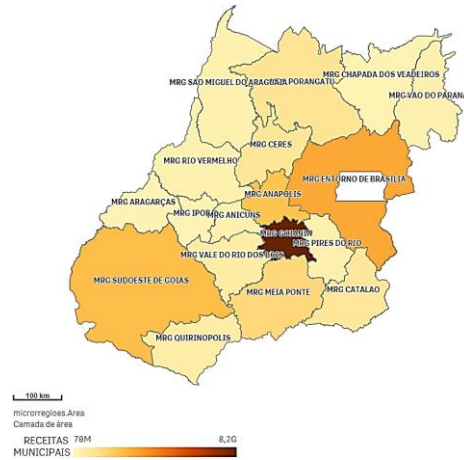 MRG SAO MIGUEL DO ARAGUAIA
PORANGATU
MRG CHAPADA DOS VEADEIROS
MRG VAO DO PARANA
MRG CERES
MRG RIO VERMELHO
MRG ENTORNO DE BRASILIA
MRG ANAPOLIS
MRG ARAGARÇAS
MRG IPORA
MRG ANICUNS
MRG GOIANIA
MRG PIRES DO RIO
MRG VALE DO RIO DOS BOIS
MRG SUDOESTE DE GOIAS
MRG MEIA PONTE
MRG CATALAO
MRG QUIRINOPOLIS
100 km
microrregioes.Area
Camada de área
RECEITAS 70M 8,2G
MUNICIPAIS